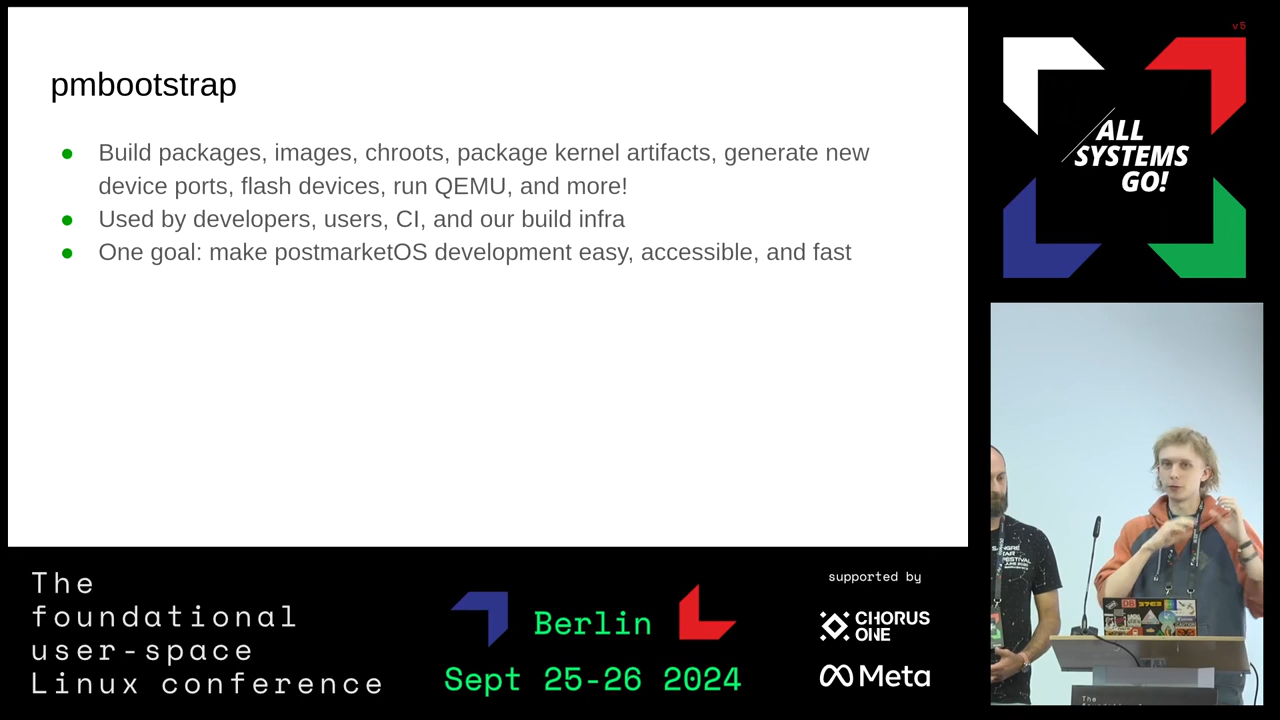 pmbootstrap
Build packages, images, chroots, package kernel artifacts, generate new
device ports, flash devices, run QEMU, and more!
Used by developers, users, CI, and our build infra
One goal: make postmarketOS development easy, accessible, and fast
v5
ALL
SYSTEMS
GO!
The
foundational
user-space
Linux conference
Berlin
Sept 25-26 2024
supported by
CHORUS
ONE
Meta
The